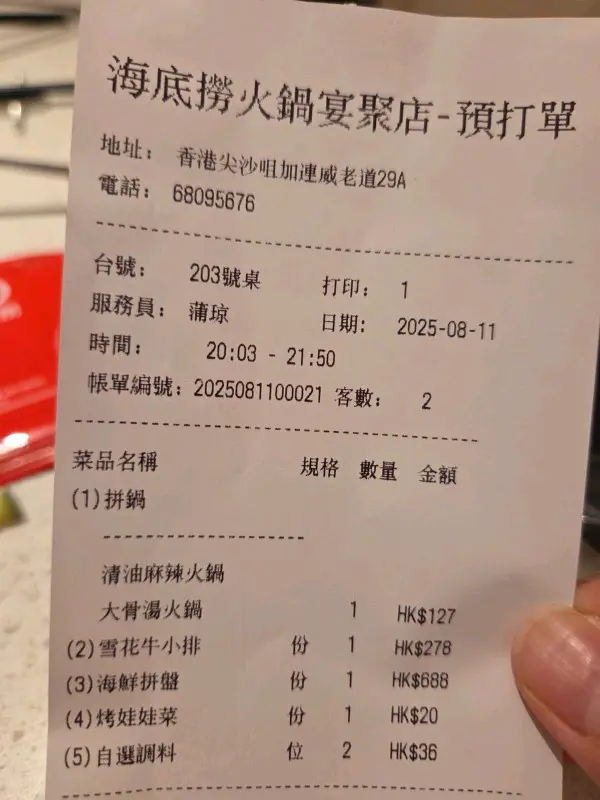 海底撈火鍋宴聚店-預打單
地址： 香港尖沙咀加連威老道29A
電話： 68095676
台號： 203號桌 打印： 1
服務員： 蒲琼 日期： 2025-08-11
時間： 20:03 - 21:50
帳單編號：2025081100021 客數： 2
菜品名稱 規格 數量 金額
(1)拼鍋
清油麻辣火鍋
大骨湯火鍋 1 HK$127
(2)雪花牛小排 份 1 HK$278
(3)海鮮拼盤 份 1 HK$688
(4)烤娃娃菜 份 1 HK$20
(5)自選調料 位 2 HK$36